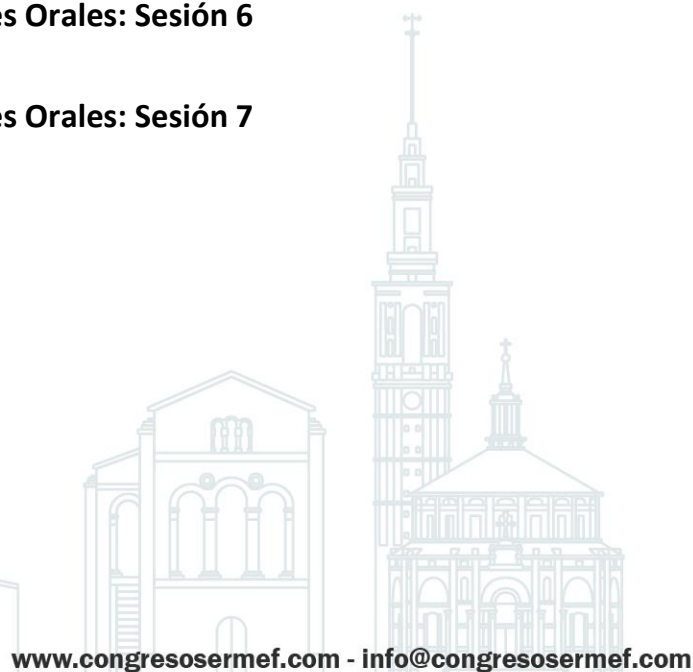 es Orales: Sesión 6
es Orales: Sesión 7
www.congresosermef.com - info@congresosermef.com